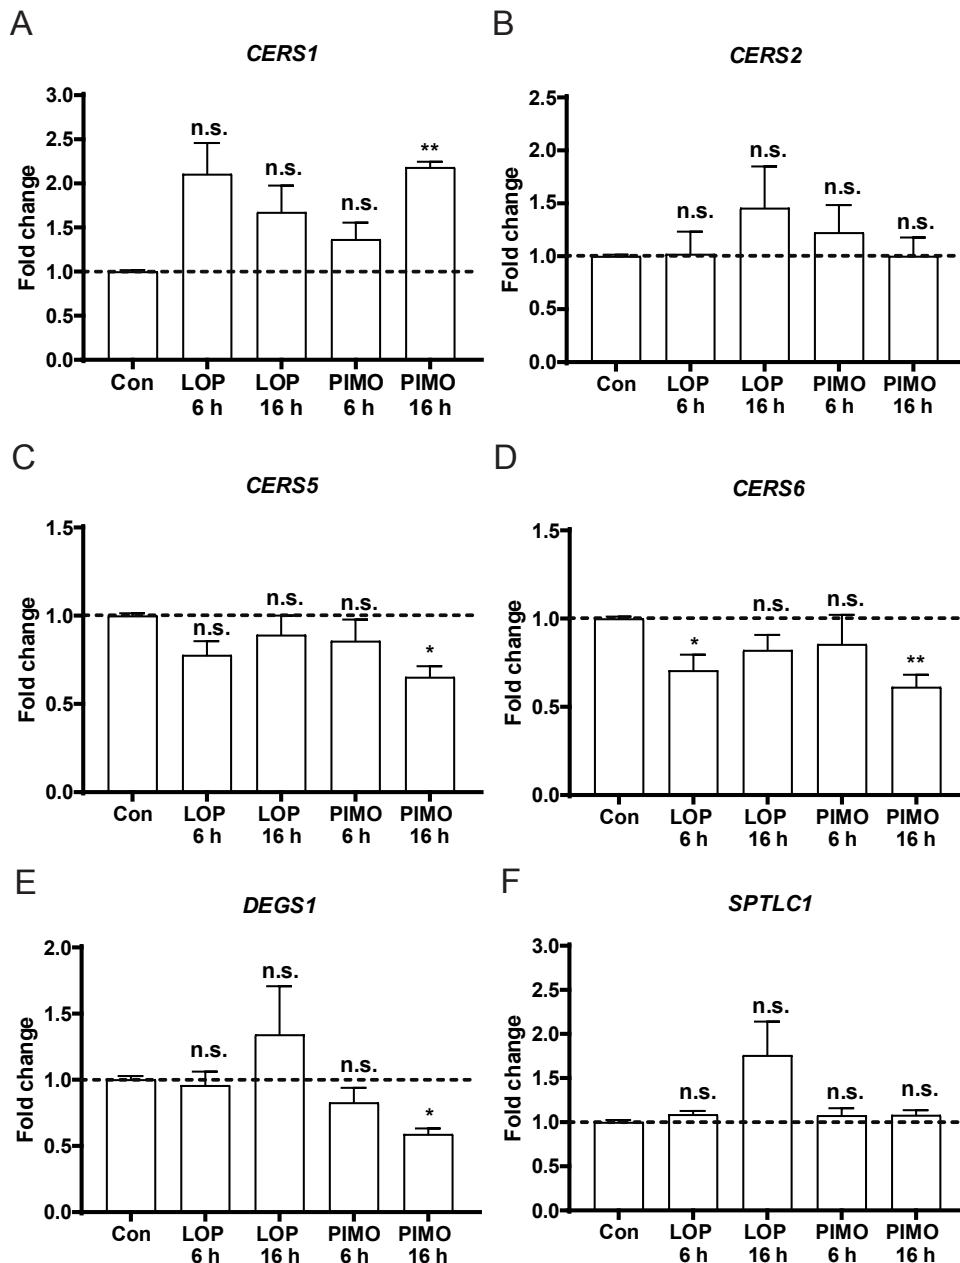 A
CERS1
Fold change
3.0
2.5
2.0
1.5
1.0
0.5
0.0
n.s.
n.s.
n.s.
**
Con
LOP
6 h
LOP
16 h
PIMO
6 h
PIMO
16 h
B
CERS2
Fold change
2.5
2.0
1.5
1.0
0.5
0.0
n.s.
n.s.
n.s.
n.s.
Con
LOP
6 h
LOP
16 h
PIMO
6 h
PIMO
16 h
C
CERS5
Fold change
1.5
1.0
0.5
0.0
n.s.
n.s.
n.s.
*
Con
LOP
6 h
LOP
16 h
PIMO
6 h
PIMO
16 h
D
CERS6
Fold change
1.5
1.0
0.5
0.0
*
n.s.
n.s.
**
Con
LOP
6 h
LOP
16 h
PIMO
6 h
PIMO
16 h
E
DEGS1
Fold change
2.0
1.5
1.0
0.5
0.0
n.s.
n.s.
n.s.
*
Con
LOP
6 h
LOP
16 h
PIMO
6 h
PIMO
16 h
F
SPTLC1
Fold change
3.0
2.5
2.0
1.5
1.0
0.5
0.0
n.s.
n.s.
n.s.
n.s.
Con
LOP
6 h
LOP
16 h
PIMO
6 h
PIMO
16 h